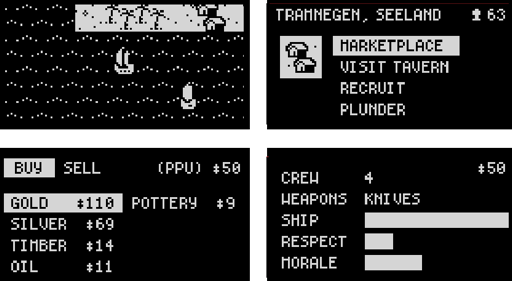 TRAMNEGEN, SEELAND 63
MARKETPLACE
VISIT TAVERN
RECRUIT
PLUNDER
BUY SELL (PPU) $50
GOLD $110 POTTERY $9
SILVER $69
TIMBER $14
OIL $11
$50
CREW 4
WEAPONS KNIVES
SHIP
RESPECT
MORALE